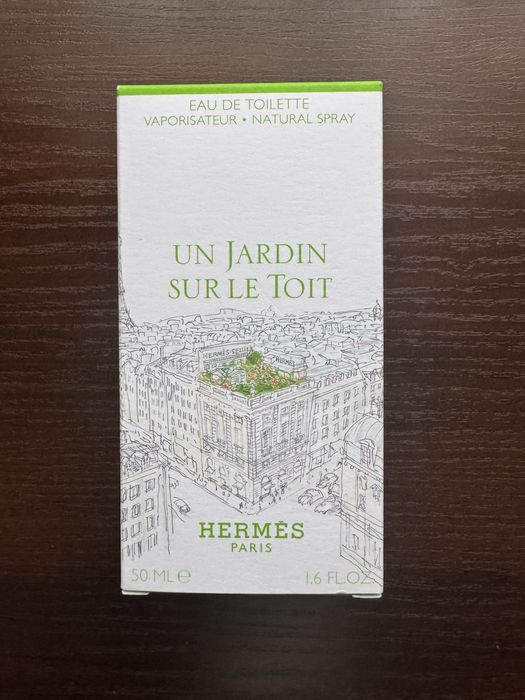 EAU DE TOILETTE
VAPORISATEUR • NATURAL SPRAY
UN JARDIN
SUR LE TOIT
HERMÈS
HERMÈS
PARIS
50 ML ℮
1.6 FL.OZ.